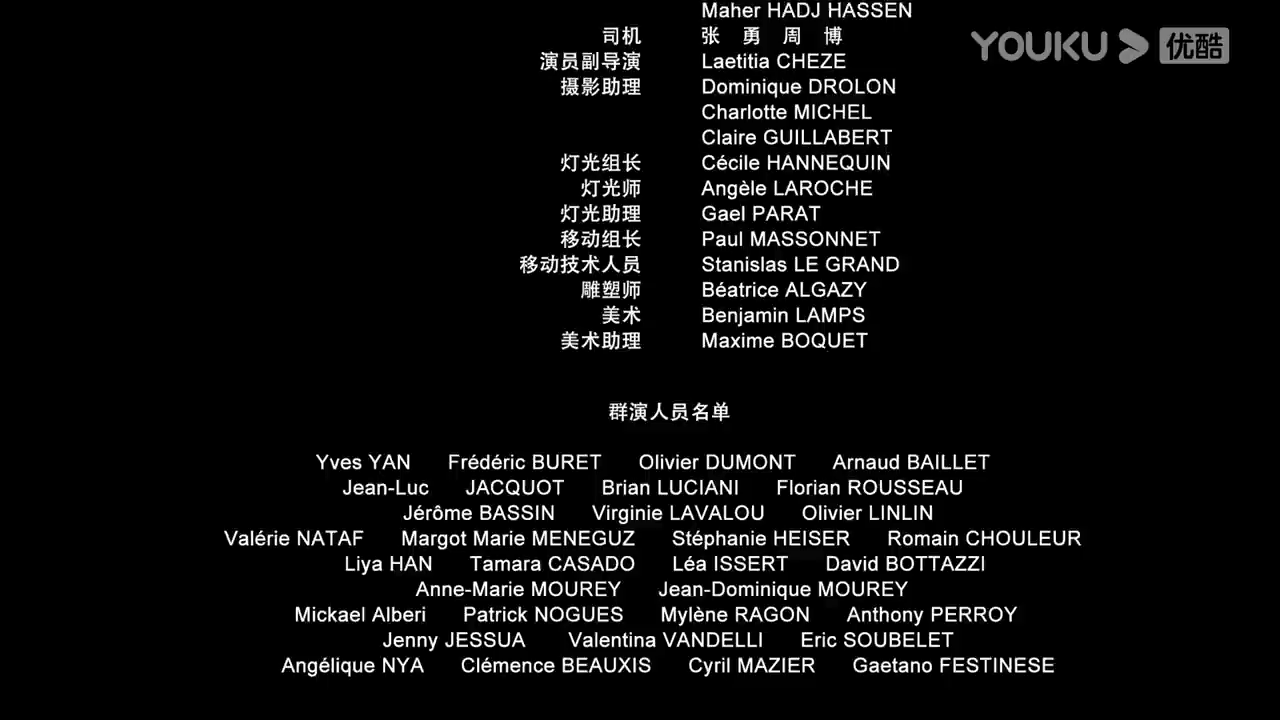 Maher HADJ HASSEN
YOUKU 优酷
司机 张 勇 周 博
演员副导演 Laetitia CHEZE
摄影助理 Dominique DROLON
Charlotte MICHEL
Claire GUILLABERT
灯光组长 Cécile HANNEQUIN
灯光师 Angèle LAROCHE
灯光助理 Gael PARAT
移动组长 Paul MASSONNET
移动技术人员 Stanislas LE GRAND
雕塑师 Béatrice ALGAZY
美术 Benjamin LAMPS
美术助理 Maxime BOQUET
群演人员名单
Yves YAN Frédéric BURET Olivier DUMONT Arnaud BAILLET
Jean-Luc JACQUOT Brian LUCIANI Florian ROUSSEAU
Jérôme BASSIN Virginie LAVALOU Olivier LINLIN
Valérie NATAF Margot Marie MENEGUZ Stéphanie HEISER Romain CHOULEUR
Liya HAN Tamara CASADO Léa ISSERT David BOTTAZZI
Anne-Marie MOUREY Jean-Dominique MOUREY
Mickael Alberi Patrick NOGUES Mylène RAGON Anthony PERROY
Jenny JESSUA Valentina VANDELLI Eric SOUBELET
Angélique NYA Clémence BEAUXIS Cyril MAZIER Gaetano FESTINESE